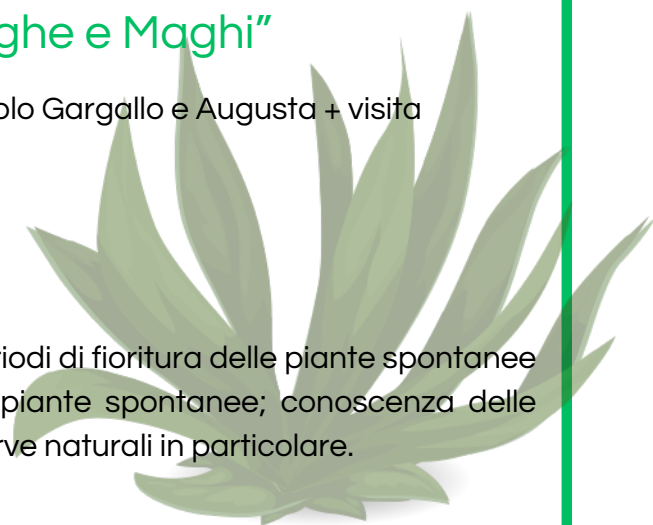 ghe e Maghi”
olo Gargallo e Augusta + visita
riodi di fioritura delle piante spontanee
piante spontanee; conoscenza delle
rve naturali in particolare.